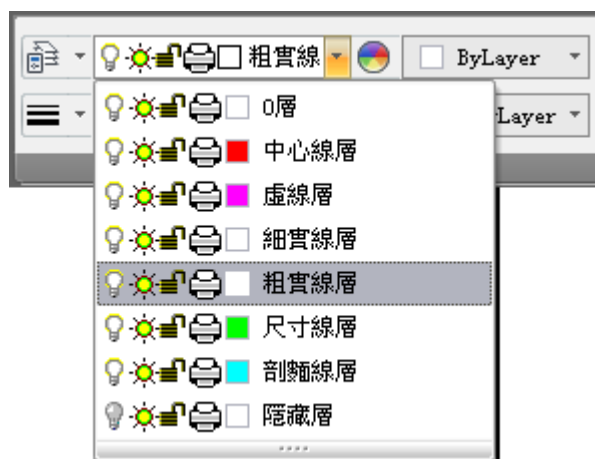 粗實線 ByLayer
0層 Layer
中心線層
虛線層
細實線層
粗實線層
尺寸線層
剖麵線層
隱藏層